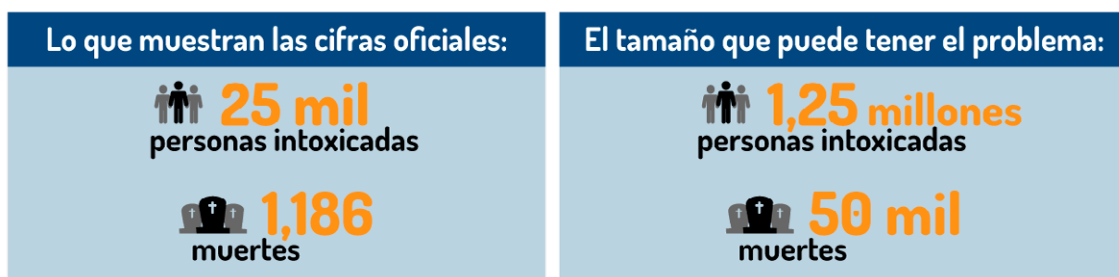 Lo que muestran las cifras oficiales:
25 mil
personas intoxicadas
1,186
muertes
El tamaño que puede tener el problema:
1,25 millones
personas intoxicadas
50 mil
muertes